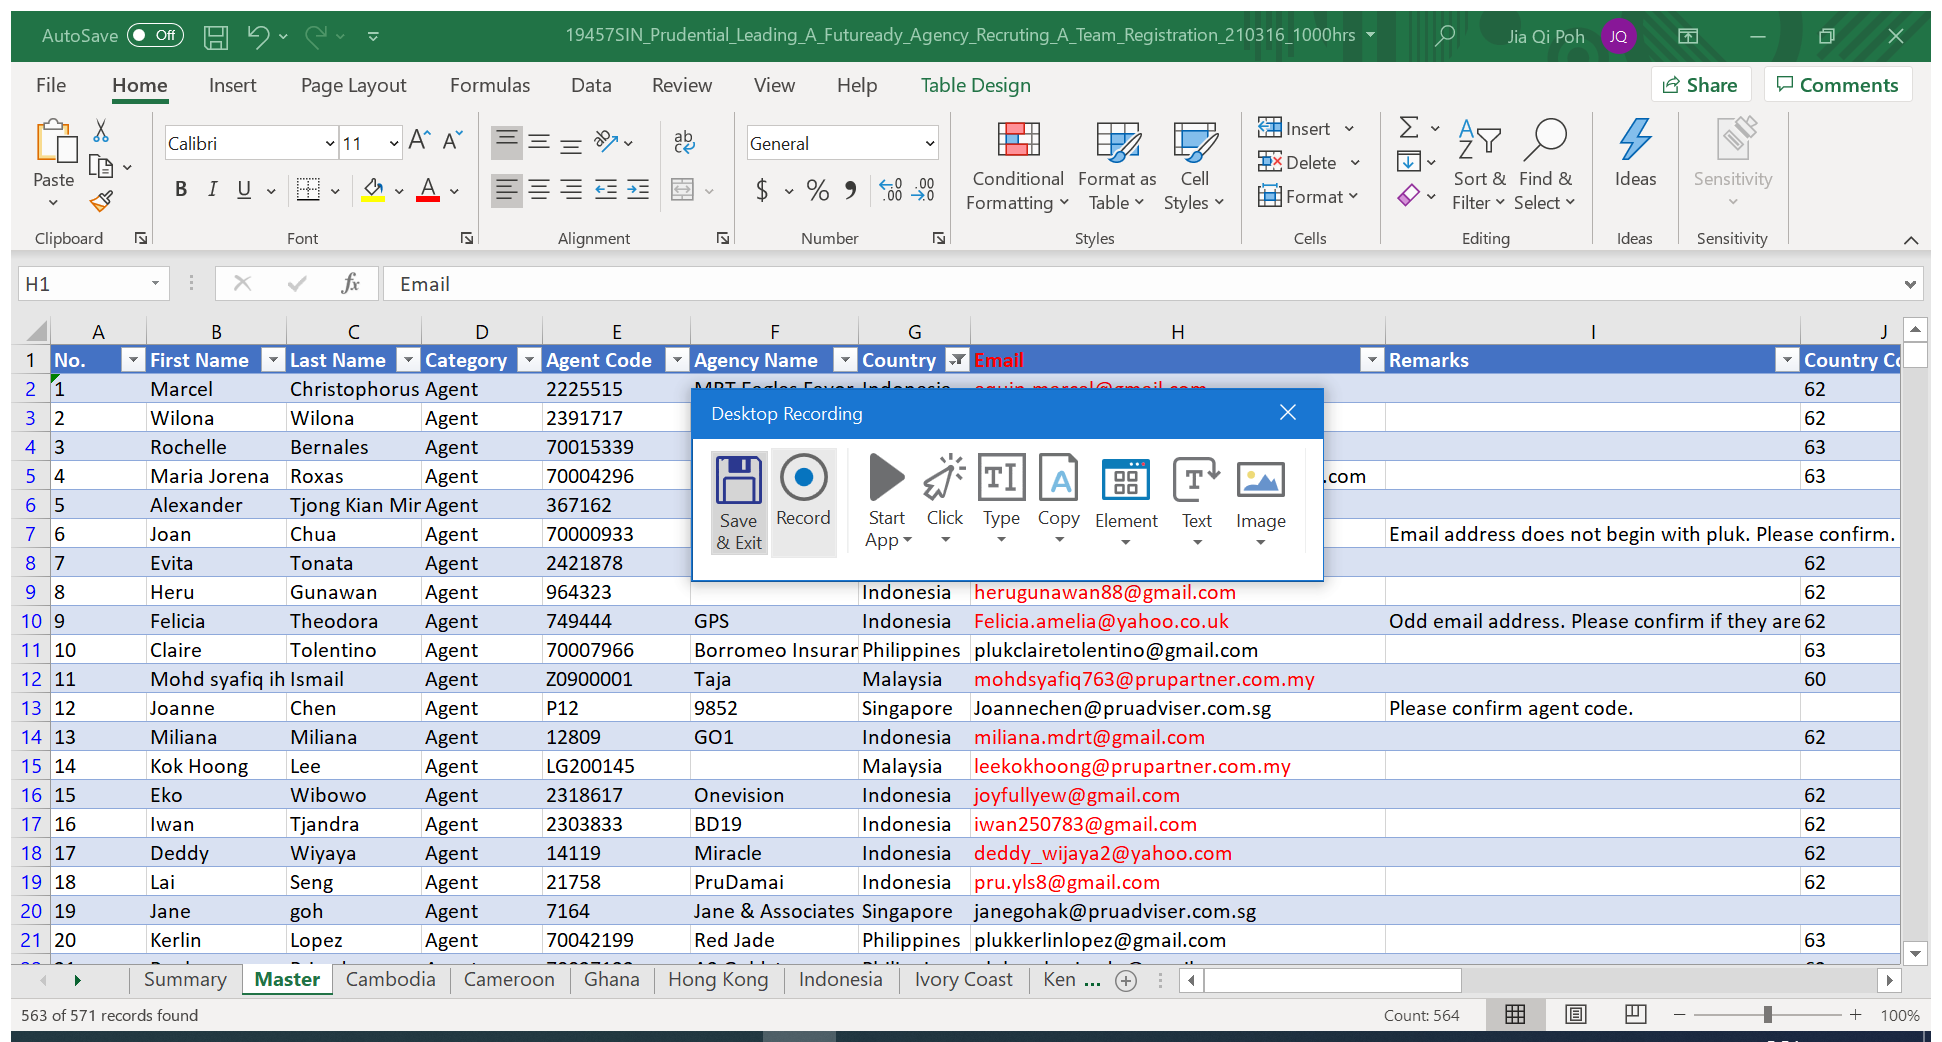 AutoSave Off 19457SIN_Prudential_Leading_A_Futuready_Agency_Recruting_A_Team_Registration_210316_1000hrs Jia Qi Poh JQ
File Home Insert Page Layout Formulas Data Review View Help Table Design Share Comments
Calibri 11 General
Paste Conditional Formatting Format as Table Cell Styles Insert Delete Format Sort & Filter Find & Select Ideas Sensitivity
Clipboard Font Alignment Number Styles Cells Editing Ideas Sensitivity
H1 fx Email
A B C D E F G H I J
1 No. First Name Last Name Category Agent Code Agency Name Country Email Remarks Country Co
2 1 Marcel Christophorus Agent 2225515 Indonesia 62
3 2 Wilona Wilona Agent 2391717 62
4 3 Rochelle Bernales Agent 70015339 63
5 4 Maria Jorena Roxas Agent 70004296 .com 63
6 5 Alexander Tjong Kian Mir Agent 367162
7 6 Joan Chua Agent 70000933 Email address does not begin with pluk. Please confirm.
8 7 Evita Tonata Agent 2421878 62
9 8 Heru Gunawan Agent 964323 Indonesia herugunawan88@gmail.com 62
10 9 Felicia Theodora Agent 749444 GPS Indonesia Felicia.amelia@yahoo.co.uk Odd email address. Please confirm if they are 62
11 10 Claire Tolentino Agent 70007966 Borromeo Insurar Philippines plukclairetolentino@gmail.com 63
12 11 Mohd syafiq ih Ismail Agent Z0900001 Taja Malaysia mohdsyafiq763@prupartner.com.my 60
13 12 Joanne Chen Agent P12 9852 Singapore Joannechen@pruadviser.com.sg Please confirm agent code.
14 13 Miliana Miliana Agent 12809 GO1 Indonesia miliana.mdrt@gmail.com 62
15 14 Kok Hoong Lee Agent LG200145 Malaysia leekokhoong@prupartner.com.my
16 15 Eko Wibowo Agent 2318617 Onevision Indonesia joyfullyew@gmail.com 62
17 16 Iwan Tjandra Agent 2303833 BD19 Indonesia iwan250783@gmail.com 62
18 17 Deddy Wiyaya Agent 14119 Miracle Indonesia deddy_wijaya2@yahoo.com 62
19 18 Lai Seng Agent 21758 PruDamai Indonesia pru.yls8@gmail.com 62
20 19 Jane goh Agent 7164 Jane & Associates Singapore janegohak@pruadviser.com.sg
21 20 Kerlin Lopez Agent 70042199 Red Jade Philippines plukkerlinlopez@gmail.com 63
Desktop Recording
Save & Exit Record Start App Click Type Copy Element Text Image
Summary Master Cambodia Cameroon Ghana Hong Kong Indonesia Ivory Coast Ken ...
563 of 571 records found Count: 564 100%